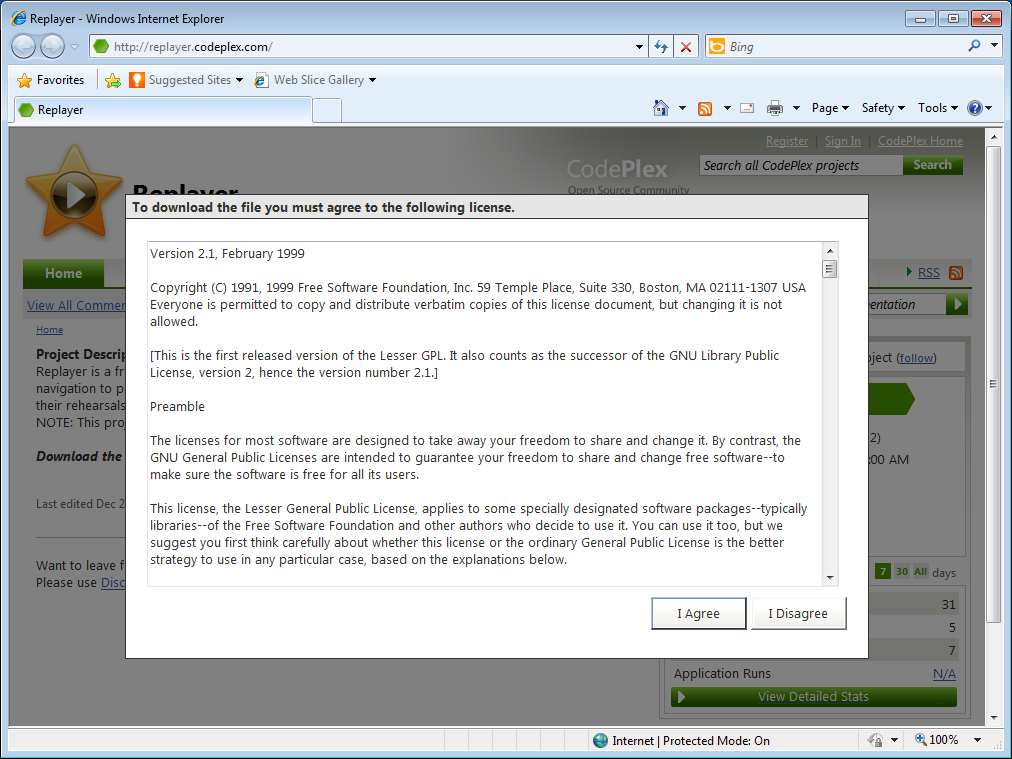 Replayer - Windows Internet Explorer
http://replayer.codeplex.com/
Bing
Favorites
Suggested Sites
Web Slice Gallery
Replayer
Page
Safety
Tools
Register
Sign In
CodePlex Home
CodePlex
Open Source Community
Search all CodePlex projects
Search
Replayer
To download the file you must agree to the following license.
Version 2.1, February 1999
Copyright (C) 1991, 1999 Free Software Foundation, Inc. 59 Temple Place, Suite 330, Boston, MA 02111-1307 USA
Everyone is permitted to copy and distribute verbatim copies of this license document, but changing it is not
allowed.
[This is the first released version of the Lesser GPL. It also counts as the successor of the GNU Library Public
License, version 2, hence the version number 2.1.]
Preamble
The licenses for most software are designed to take away your freedom to share and change it. By contrast, the
GNU General Public Licenses are intended to guarantee your freedom to share and change free software--to
make sure the software is free for all its users.
This license, the Lesser General Public License, applies to some specially designated software packages--typically
libraries--of the Free Software Foundation and other authors who decide to use it. You can use it too, but we
suggest you first think carefully about whether this license or the ordinary General Public License is the better
strategy to use in any particular case, based on the explanations below.
I Agree
I Disagree
Home
RSS
View All Commen
Home
Project Descrip
Replayer is a fr
navigation to p
their rehearsals
NOTE: This proj
Download the
Last edited Dec 2
Want to leave f
Please use Disc
entation
oject (follow)
2)
:00 AM
7 30 All days
31
5
7
Application Runs N/A
View Detailed Stats
Internet | Protected Mode: On
100%